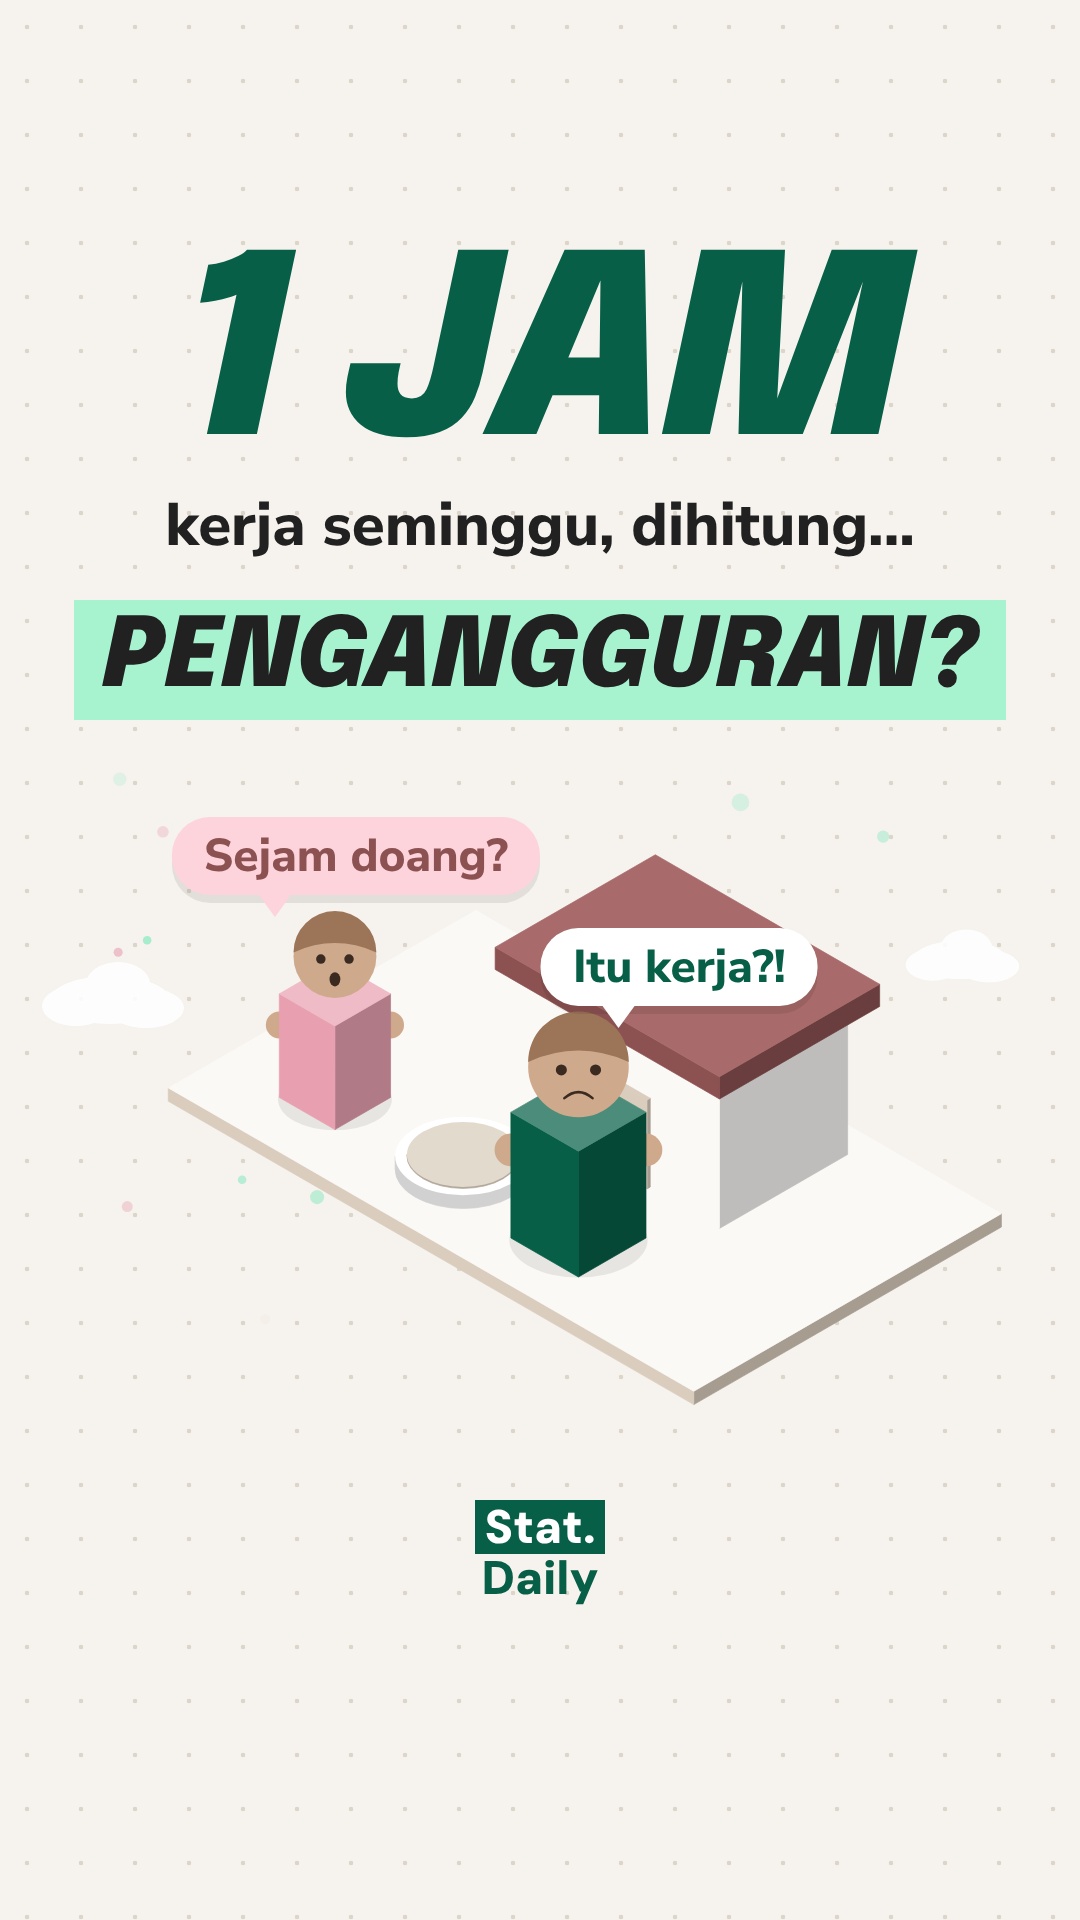 1 JAM
kerja seminggu, dihitung...
PENGANGGURAN?
Sejam doang?
Itu kerja?!
Stat.
Daily